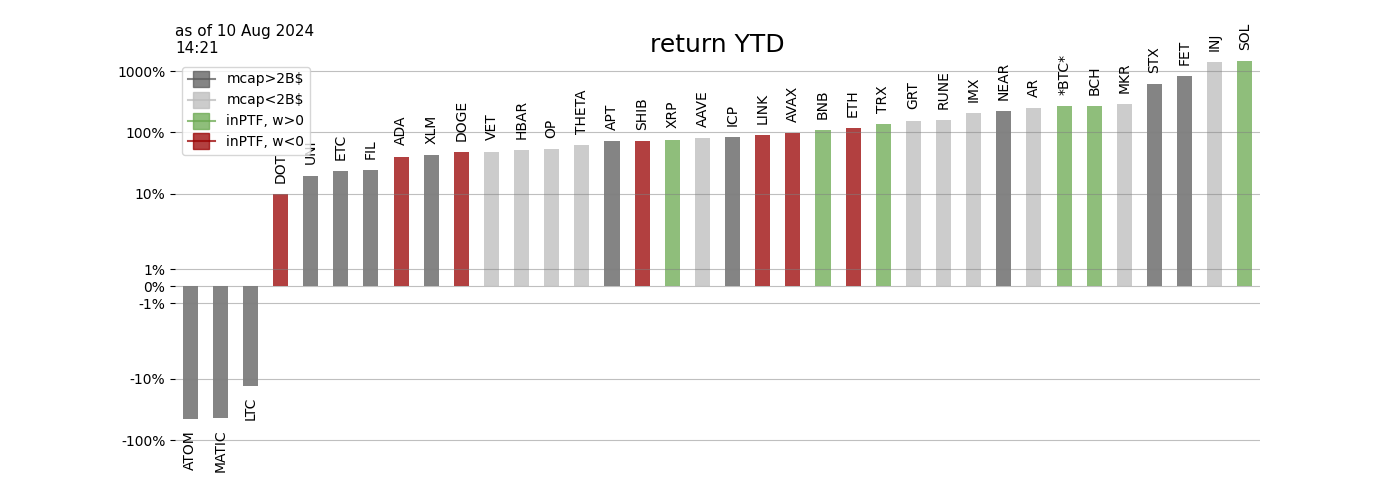 as of 10 Aug 2024
14:21
return YTD
mcap>2B$
mcap<2B$
inPTF, w>0
inPTF, w<0
1000%
100%
10%
1%
0%
-1%
-10%
-100%
ATOM
MATIC
LTC
DOT
UNI
ETC
FIL
ADA
XLM
DOGE
VET
HBAR
OP
THETA
APT
SHIB
XRP
AAVE
ICP
LINK
AVAX
BNB
ETH
TRX
GRT
RUNE
IMX
NEAR
AR
*BTC*
BCH
MKR
STX
FET
INJ
SOL